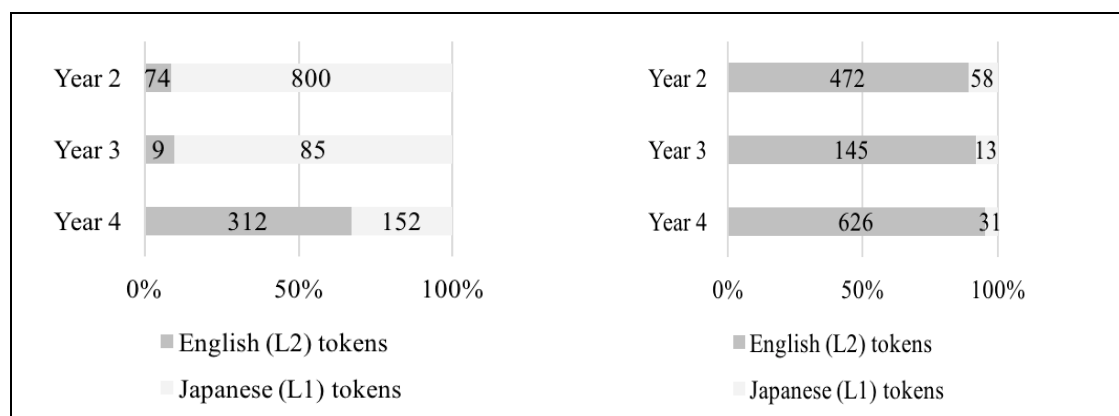 Year 2
74
800
Year 3
9
85
Year 4
312
152
0%
50%
100%
English (L2) tokens
Japanese (L1) tokens
Year 2
472
58
Year 3
145
13
Year 4
626
31
0%
50%
100%
English (L2) tokens
Japanese (L1) tokens